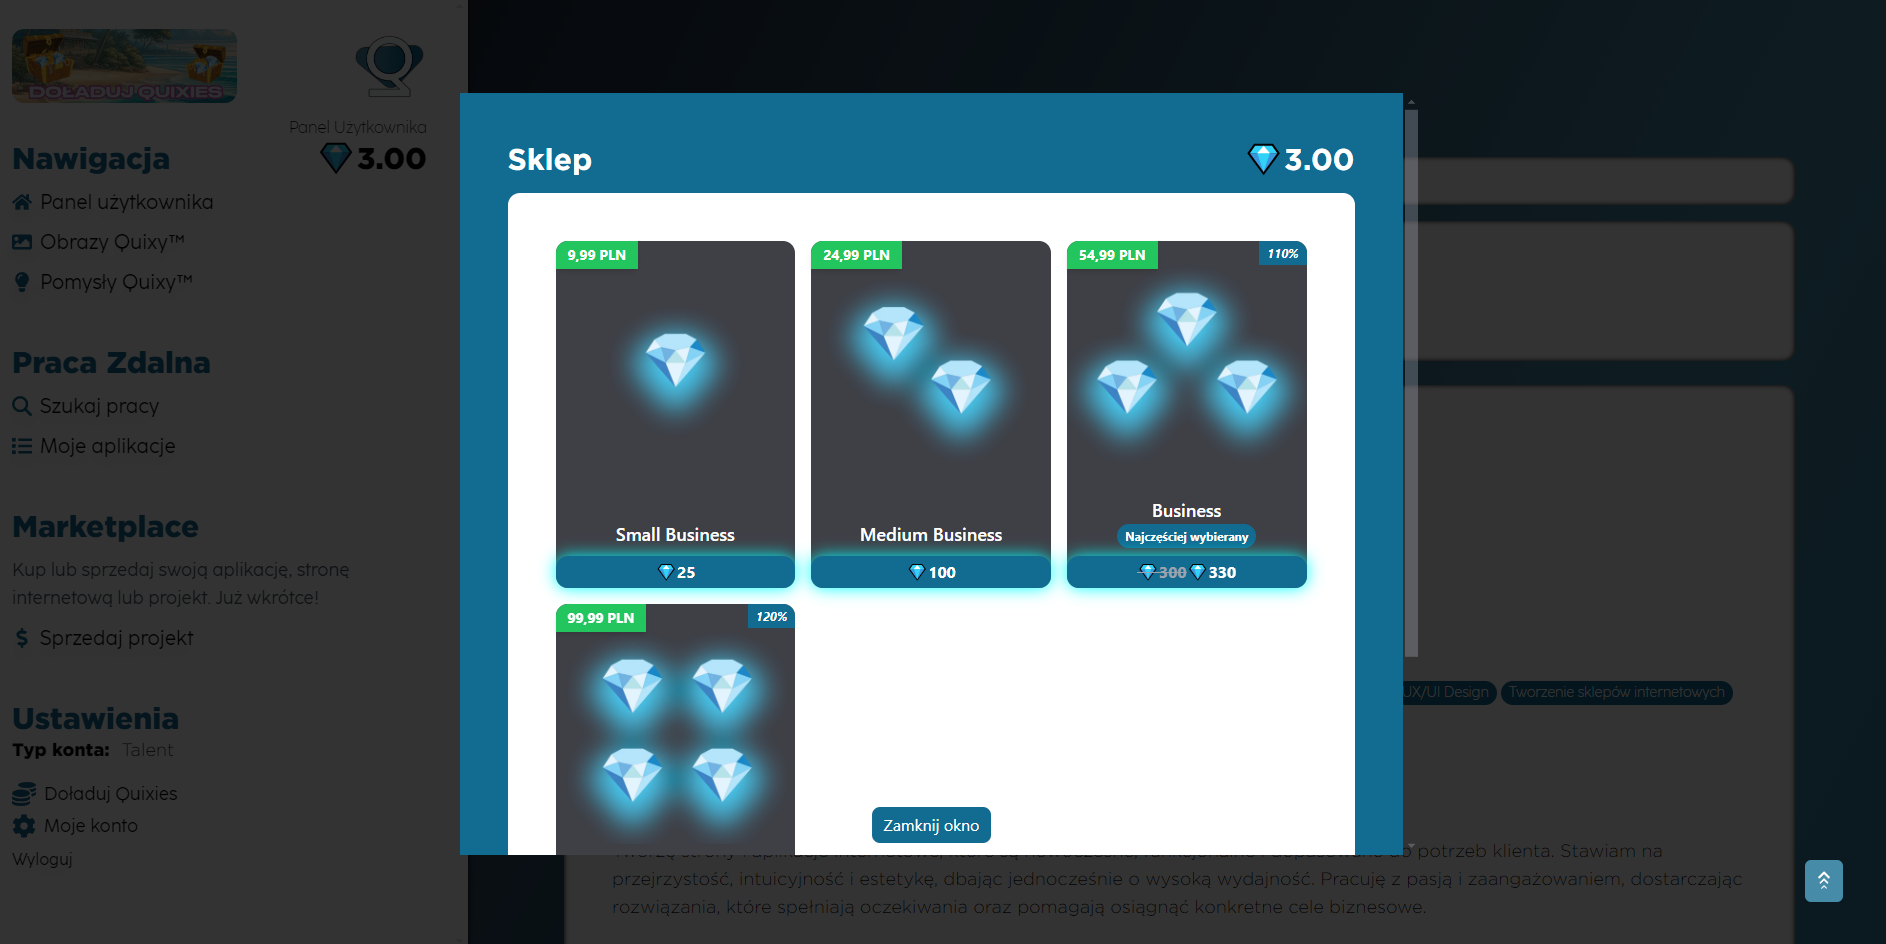 DOŁADUJ QUIXIES
Panel Użytkownika
Nawigacja
3.00
Panel użytkownika
Obrazy Quixy™
Pomysły Quixy™
Praca Zdalna
Szukaj pracy
Moje aplikacje
Marketplace
Kup lub sprzedaj swoją aplikację, stronę
internetową lub projekt. Już wkrótce!
Sprzedaj projekt
Ustawienia
Typ konta: Talent
Doładuj Quixies
Moje konto
Wyloguj
Sklep
3.00
9,99 PLN
Small Business
25
24,99 PLN
Medium Business
100
54,99 PLN
110%
Business
Najczęściej wybierany
300 330
99,99 PLN
120%
Zamknij okno
UX/UI Design
Tworzenie sklepów internetowych
potrzeb klienta. Stawiam na
przejrzystość, intuicyjność i estetykę, dbając jednocześnie o wysoką wydajność. Pracuję z pasją i zaangażowaniem, dostarczając
rozwiązania, które spełniają oczekiwania oraz pomagają osiągnąć konkretne cele biznesowe.